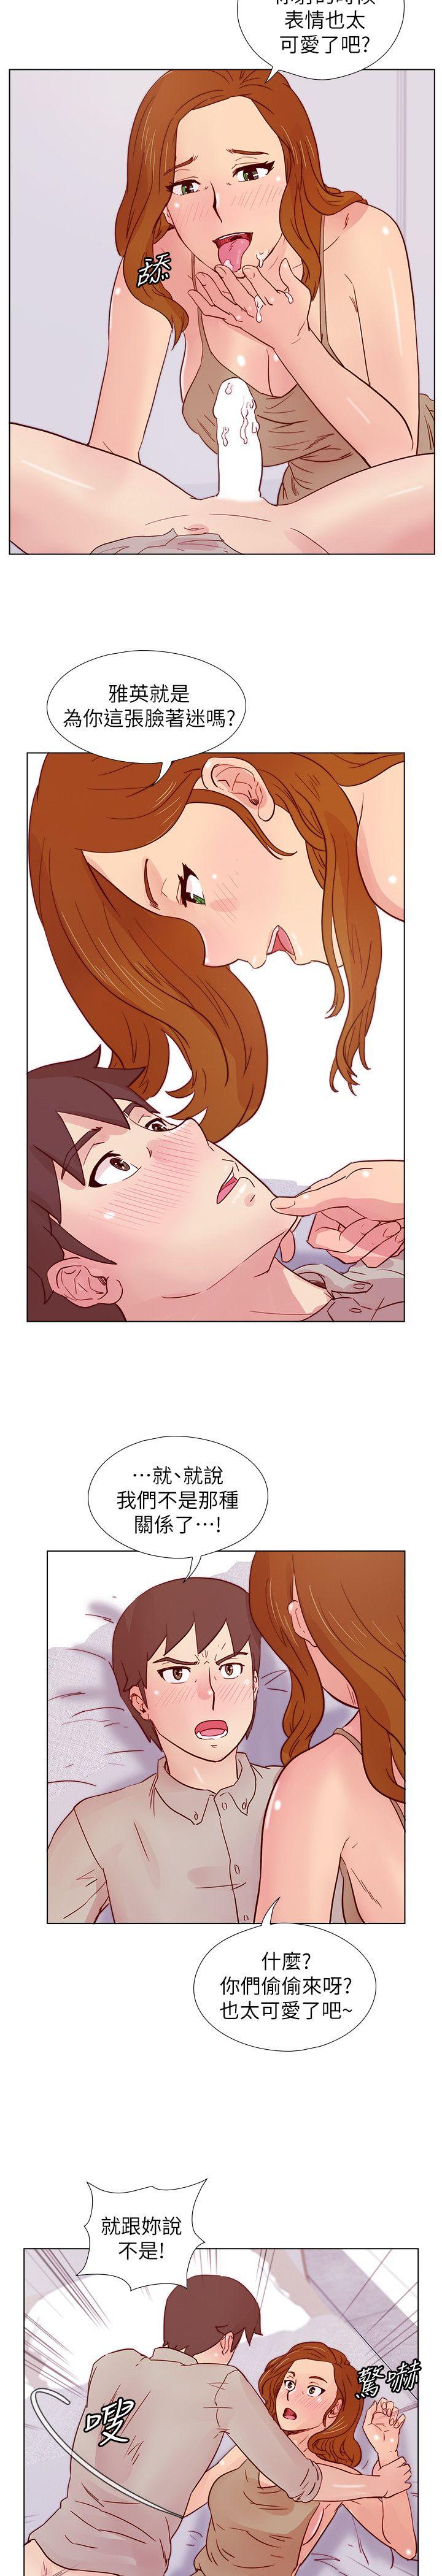 表情也太
可愛了吧?
舔
雅英就是
為你這張臉著迷嗎?
⋯就、就說
我們不是那種
關係了⋯!
什麼?
你們偷偷來呀?
也太可愛了吧~
就跟妳說
不是!
驚嚇
嗖